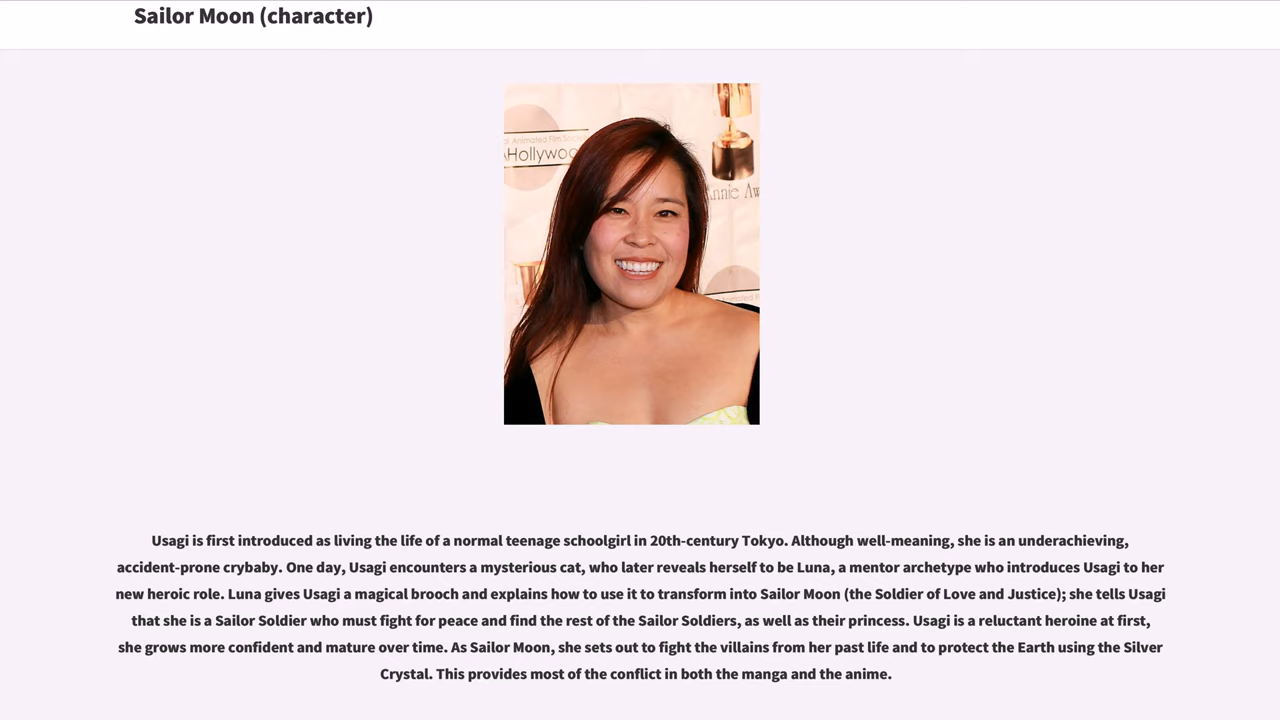 Sailor Moon (character)
al Animated Film Soc
AHollywoo
Annie Aw
Animated Fi
Usagi is first introduced as living the life of a normal teenage schoolgirl in 20th-century Tokyo. Although well-meaning, she is an underachieving,
accident-prone crybaby. One day, Usagi encounters a mysterious cat, who later reveals herself to be Luna, a mentor archetype who introduces Usagi to her
new heroic role. Luna gives Usagi a magical brooch and explains how to use it to transform into Sailor Moon (the Soldier of Love and Justice); she tells Usagi
that she is a Sailor Soldier who must fight for peace and find the rest of the Sailor Soldiers, as well as their princess. Usagi is a reluctant heroine at first,
she grows more confident and mature over time. As Sailor Moon, she sets out to fight the villains from her past life and to protect the Earth using the Silver
Crystal. This provides most of the conflict in both the manga and the anime.